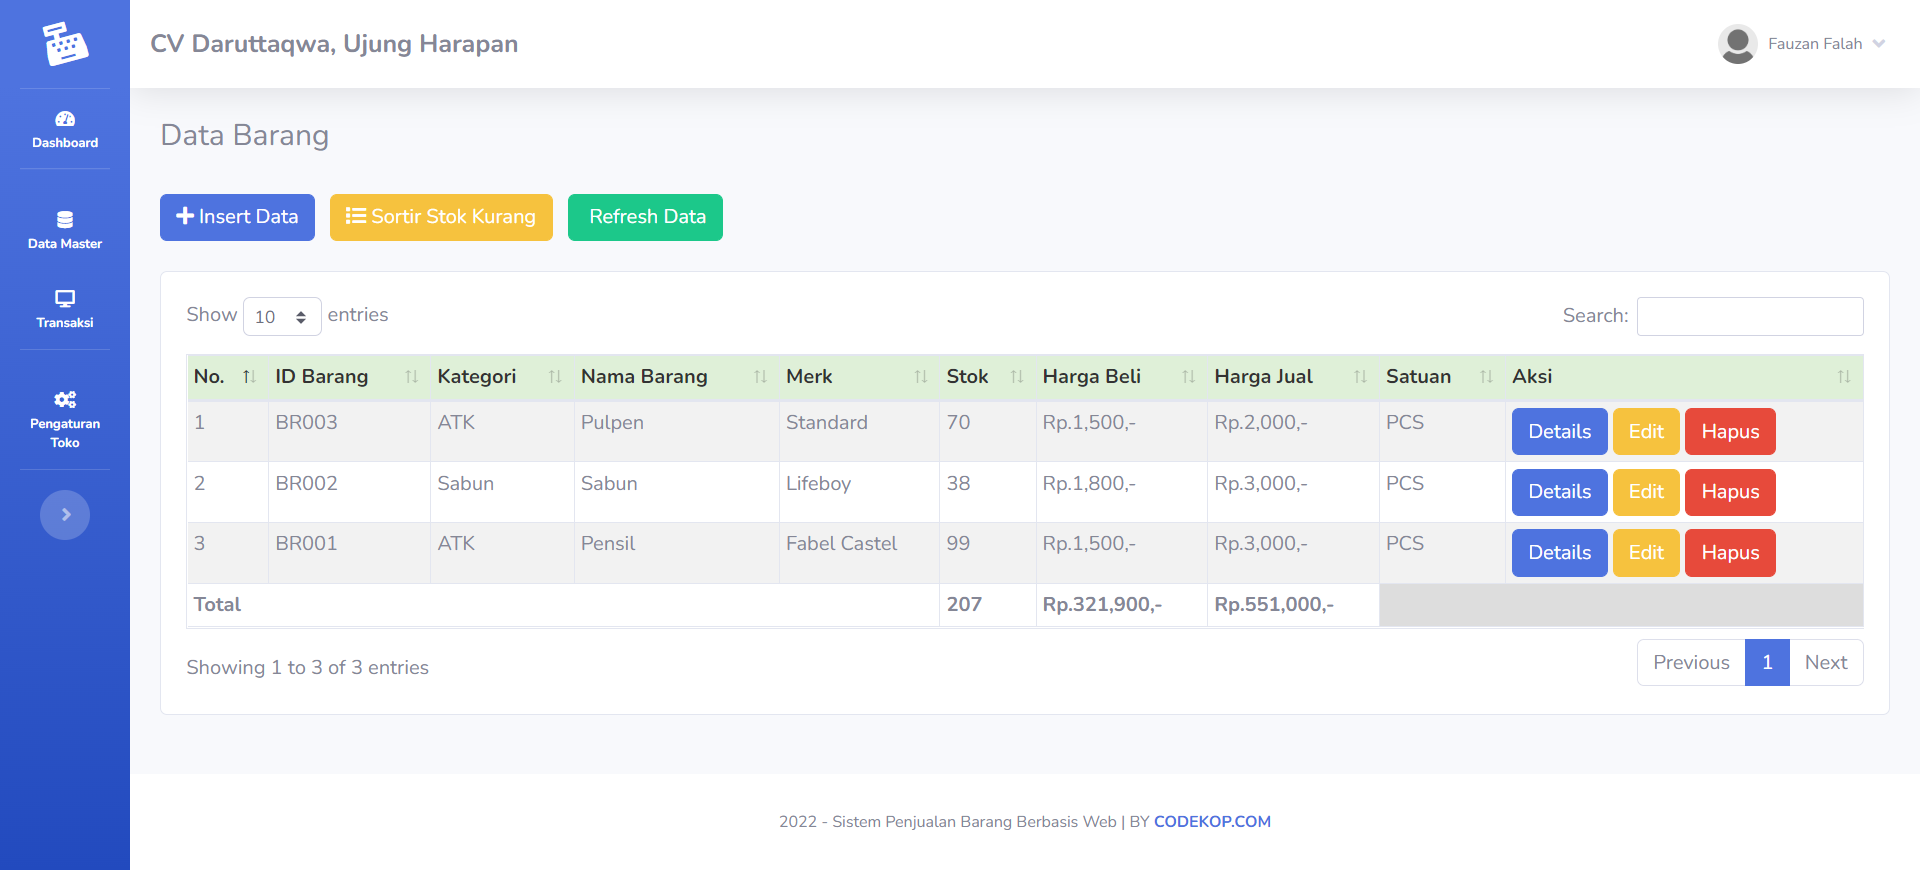 CV Daruttaqwa, Ujung Harapan
Fauzan Falah
Dashboard
Data Master
Transaksi
Pengaturan
Toko
Data Barang
Insert Data
Sortir Stok Kurang
Refresh Data
Show 10 entries
Search:
No. ID Barang Kategori Nama Barang Merk Stok Harga Beli Harga Jual Satuan Aksi
1 BR003 ATK Pulpen Standard 70 Rp.1,500,- Rp.2,000,- PCS Details Edit Hapus
2 BR002 Sabun Sabun Lifeboy 38 Rp.1,800,- Rp.3,000,- PCS Details Edit Hapus
3 BR001 ATK Pensil Fabel Castel 99 Rp.1,500,- Rp.3,000,- PCS Details Edit Hapus
Total 207 Rp.321,900,- Rp.551,000,-
Showing 1 to 3 of 3 entries
Previous 1 Next
2022 - Sistem Penjualan Barang Berbasis Web | BY CODEKOP.COM